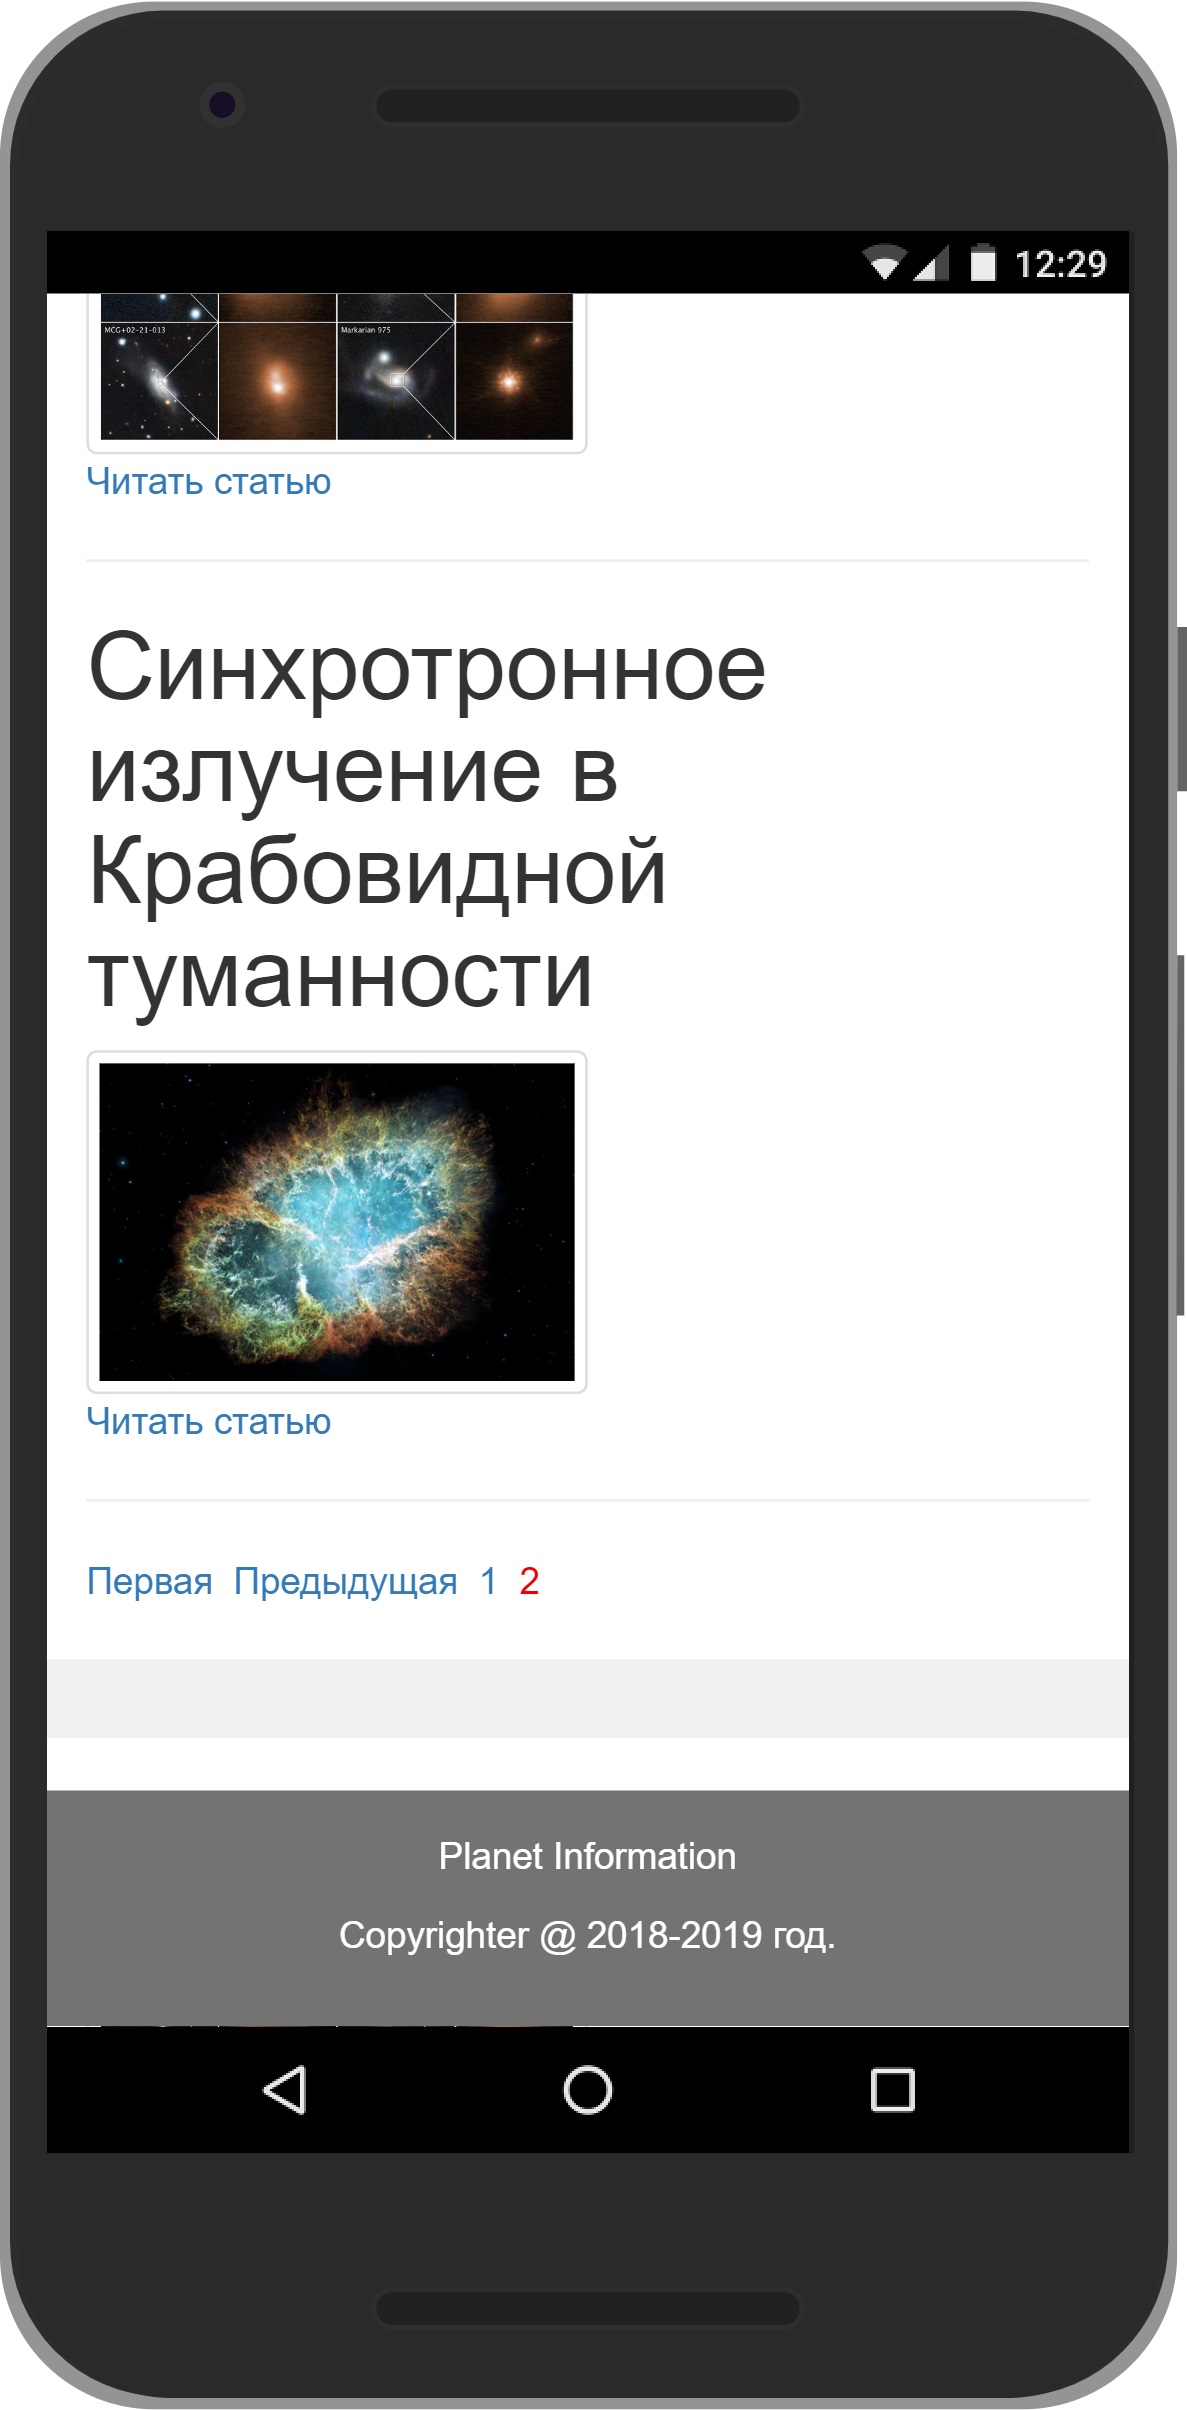 12:29
MCG+02-21-013 Markarian 975
Читать статью
Синхротронное
излучение в
Крабовидной
туманности
Читать статью
Первая Предыдущая 1 2
Planet Information
Copyrighter @ 2018-2019 год.